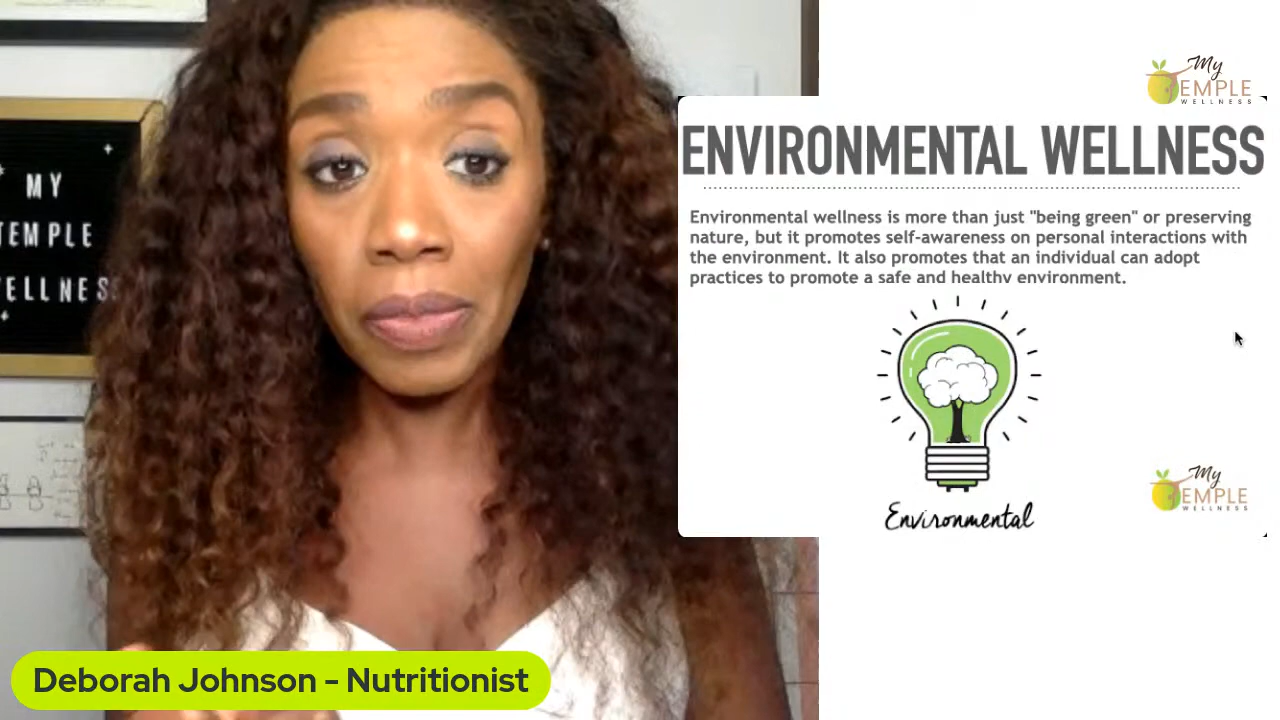 MY
TEMPLE
WELLNESS
My
TEMPLE
WELLNESS
ENVIRONMENTAL WELLNESS
Environmental wellness is more than just "being green" or preserving
nature, but it promotes self-awareness on personal interactions with
the environment. It also promotes that an individual can adopt
practices to promote a safe and healthy environment.
Environmental
My
TEMPLE
WELLNESS
Deborah Johnson - Nutritionist